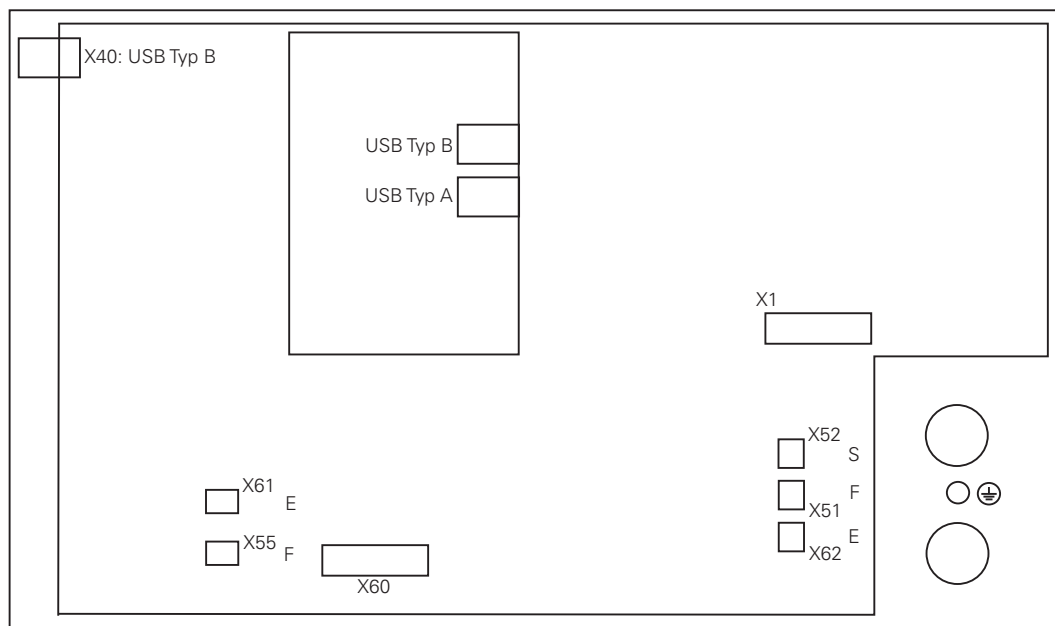 X40: USB Typ B
USB Typ B
USB Typ A
X1
X52
S
X61
E
F
X51
X55
F
E
X62
X60